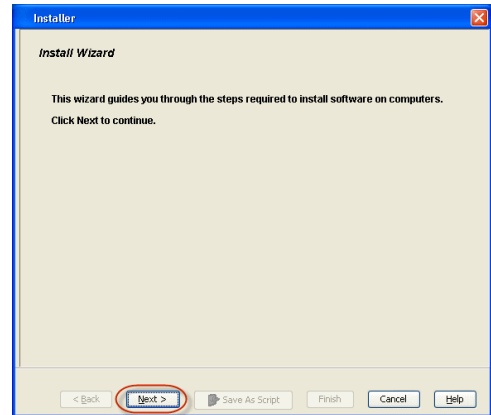 Installer
Install Wizard
This wizard guides you through the steps required to install software on computers.
Click Next to continue.
< Back Next > Save As Script Finish Cancel Help